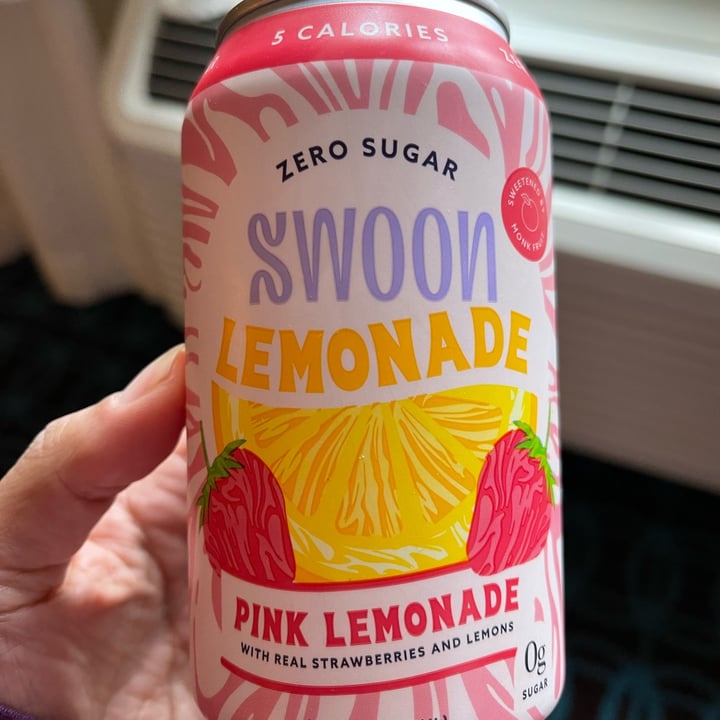 5 CALORIES
ZERO SUGAR
SWEETENED BY
MONK FRUIT
SWOON
LEMONADE
PINK LEMONADE
WITH REAL STRAWBERRIES AND LEMONS
0g
SUGAR